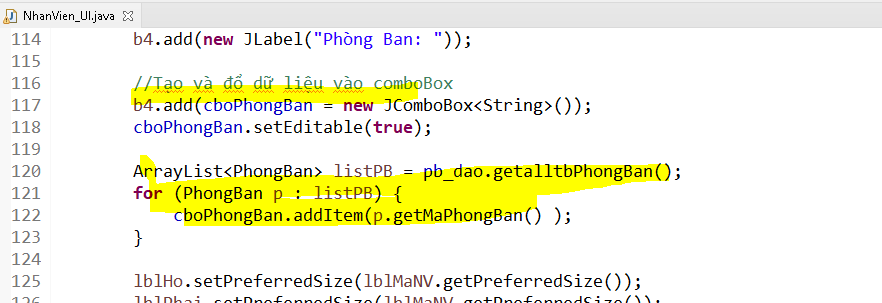 NhanVien_UI.java
114 b4.add(new JLabel("Phòng Ban: "));
115
116 //Tạo và đổ dữ liệu vào comboBox
117 b4.add(cboPhongBan = new JComboBox<String>());
118 cboPhongBan.setEditable(true);
119
120 ArrayList<PhongBan> listPB = pb_dao.getalltbPhongBan();
121 for (PhongBan p : listPB) {
122 cboPhongBan.addItem(p.getMaPhongBan() );
123 }
124
125 lblHo.setPreferredSize(lblMaNV.getPreferredSize());
126 lblPhai.setPreferredSize(lblMaNV.getPreferredSize());